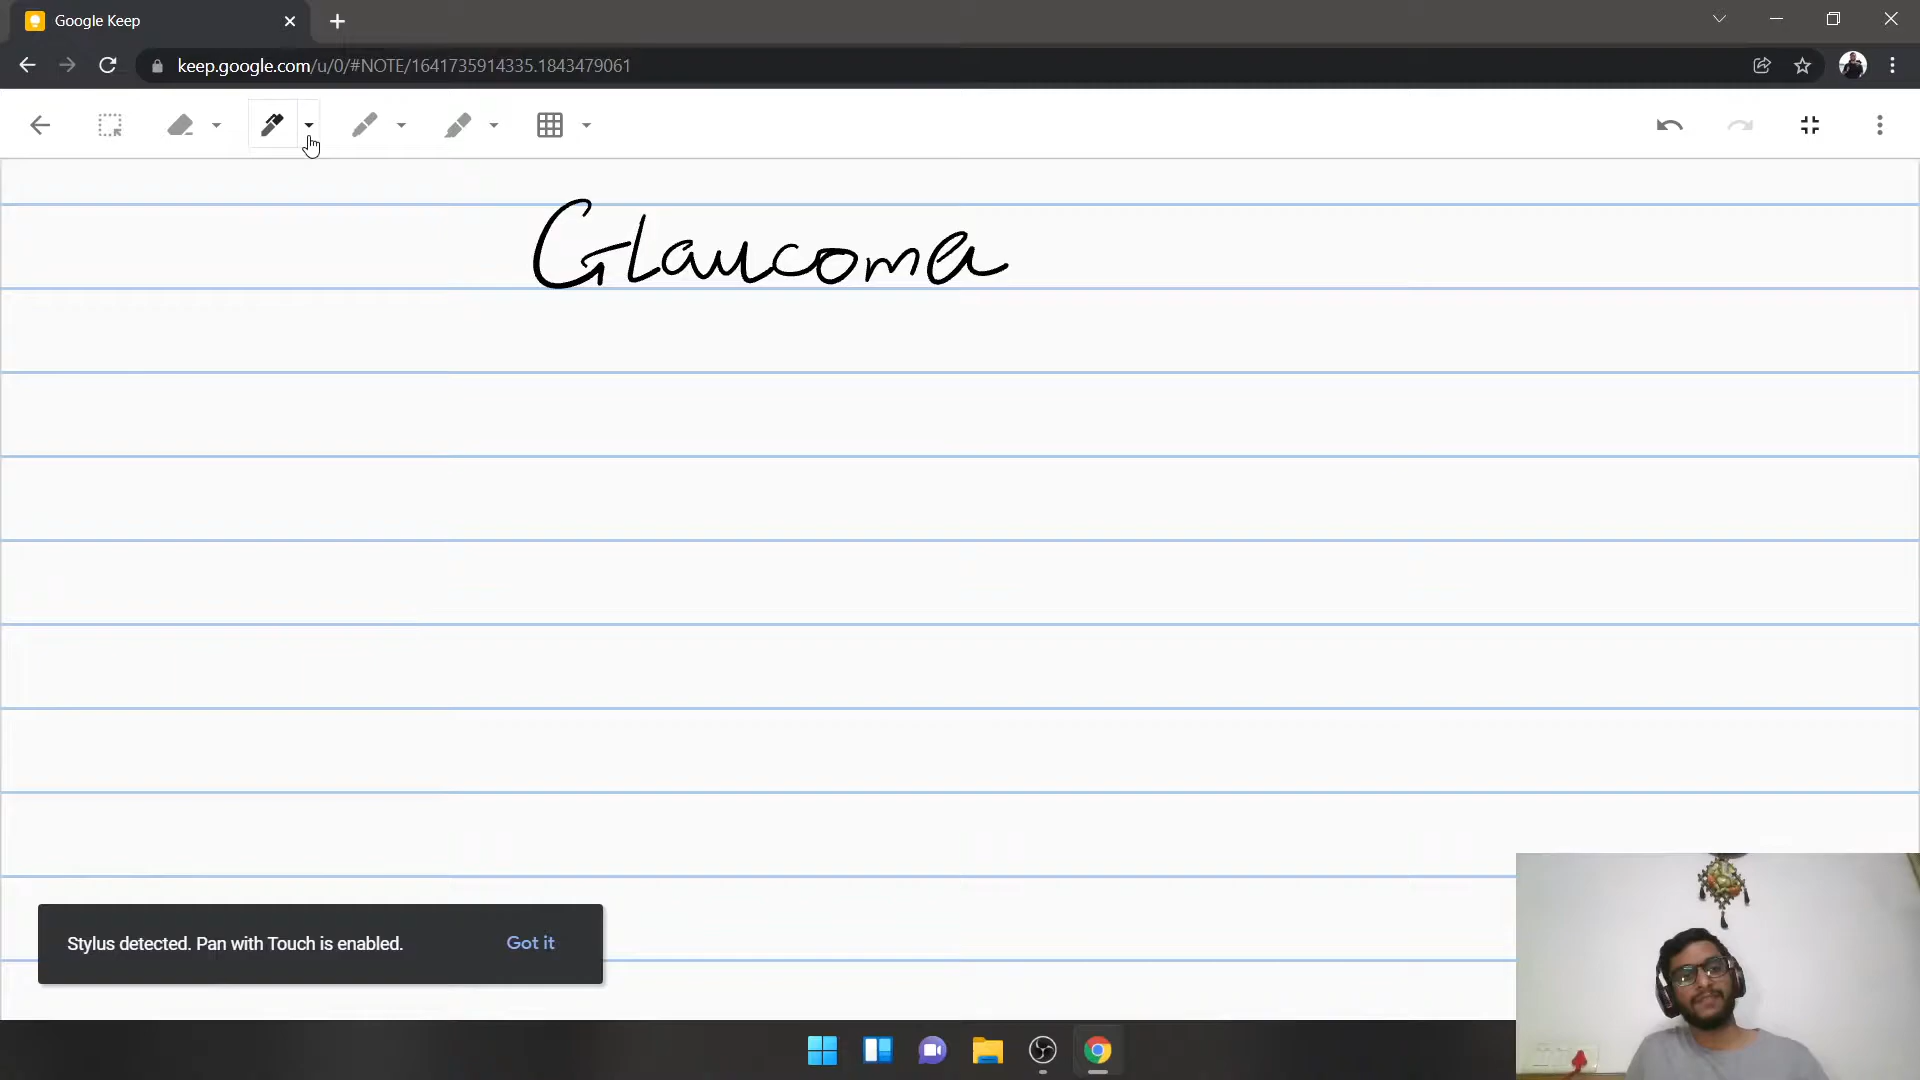 Google Keep
keep.google.com/u/0/#NOTE/1641735914335.1843479061
Glaucoma
Stylus detected. Pan with Touch is enabled. Got it